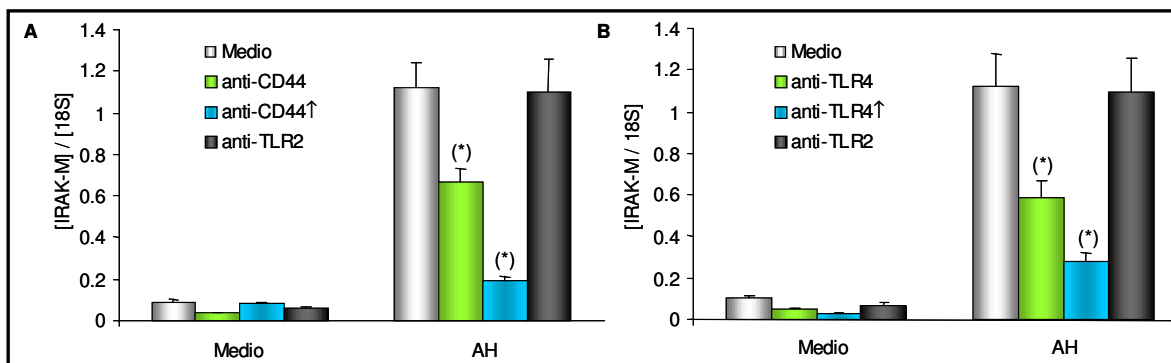 A
[IRAK-M] / [18S]
1.4
1.2
1
0.8
0.6
0.4
0.2
0
Medio
anti-CD44
anti-CD44↑
anti-TLR2
(*)
(*)
Medio
AH
B
[IRAK-M / 18S]
1.4
1.2
1
0.8
0.6
0.4
0.2
0
Medio
anti-TLR4
anti-TLR4↑
anti-TLR2
(*)
(*)
Medio
AH